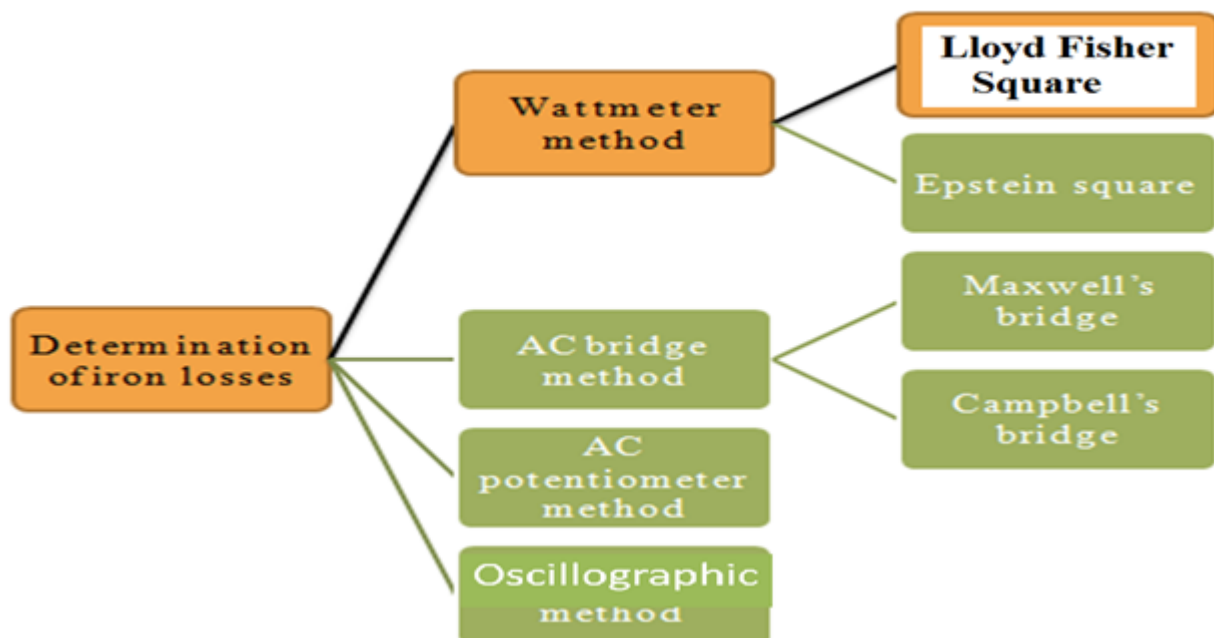 Determination
of iron losses
Wattmeter
method
Lloyd Fisher
Square
Epstein square
AC bridge
method
Maxwell's
bridge
Campbell's
bridge
AC
potentiometer
method
Oscillographic
method